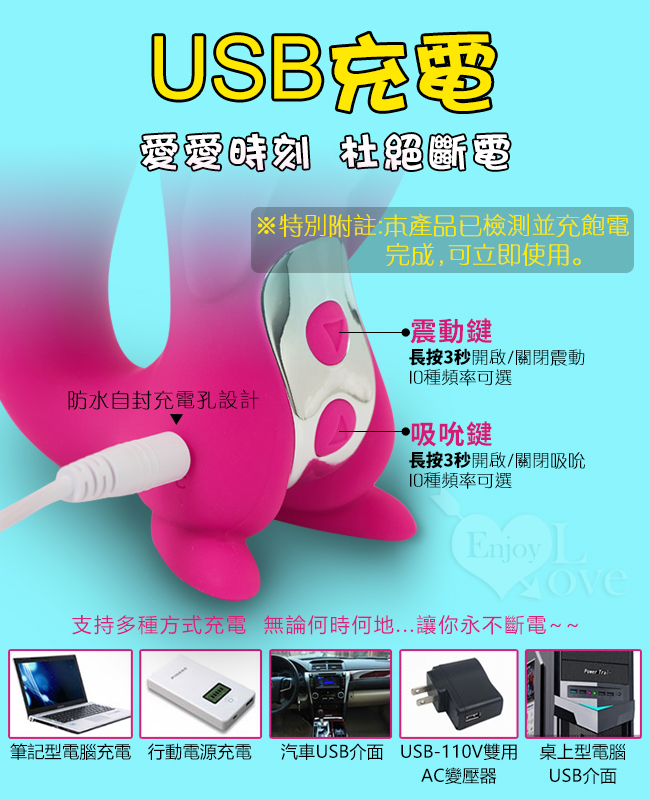 USB充電
愛愛時刻 杜絕斷電
※特別附註:本產品已檢測並充飽電
完成,可立即使用。
震動鍵
長按3秒開啟/關閉震動
10種頻率可選
防水自封充電孔設計
吸吮鍵
長按3秒開啟/關閉吸吮
10種頻率可選
Enjoy Love
支持多種方式充電 無論何時何地...讓你永不斷電~~
筆記型電腦充電
行動電源充電
汽車USB介面
USB-110V雙用
AC變壓器
Power Trai-
桌上型電腦
USB介面